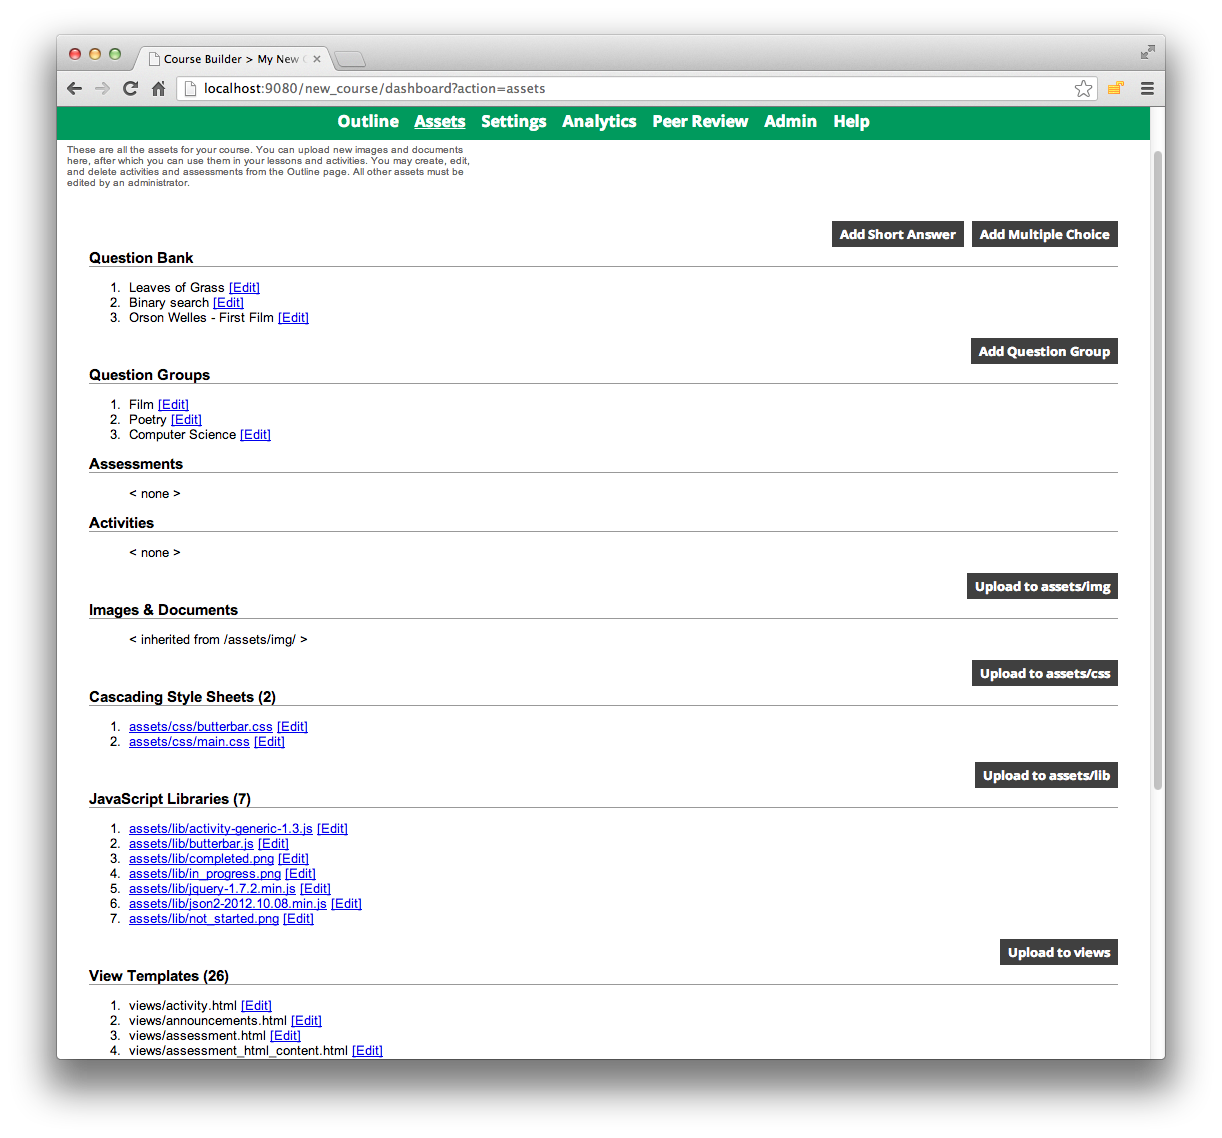 Course Builder > My New C
localhost:9080/new_course/dashboard?action=assets
Outline Assets Settings Analytics Peer Review Admin Help
These are all the assets for your course. You can upload new images and documents
here, after which you can use them in your lessons and activities. You may create, edit,
and delete activities and assessments from the Outline page. All other assets must be
edited by an administrator.
Add Short Answer Add Multiple Choice
Question Bank
1. Leaves of Grass [Edit]
2. Binary search [Edit]
3. Orson Welles - First Film [Edit]
Add Question Group
Question Groups
1. Film [Edit]
2. Poetry [Edit]
3. Computer Science [Edit]
Assessments
< none >
Activities
< none >
Upload to assets/img
Images & Documents
< inherited from /assets/img/ >
Upload to assets/css
Cascading Style Sheets (2)
1. assets/css/butterbar.css [Edit]
2. assets/css/main.css [Edit]
Upload to assets/lib
JavaScript Libraries (7)
1. assets/lib/activity-generic-1.3.js [Edit]
2. assets/lib/butterbar.js [Edit]
3. assets/lib/completed.png [Edit]
4. assets/lib/in_progress.png [Edit]
5. assets/lib/jquery-1.7.2.min.js [Edit]
6. assets/lib/json2-2012.10.08.min.js [Edit]
7. assets/lib/not_started.png [Edit]
Upload to views
View Templates (26)
1. views/activity.html [Edit]
2. views/announcements.html [Edit]
3. views/assessment.html [Edit]
4. views/assessment_html_content.html [Edit]